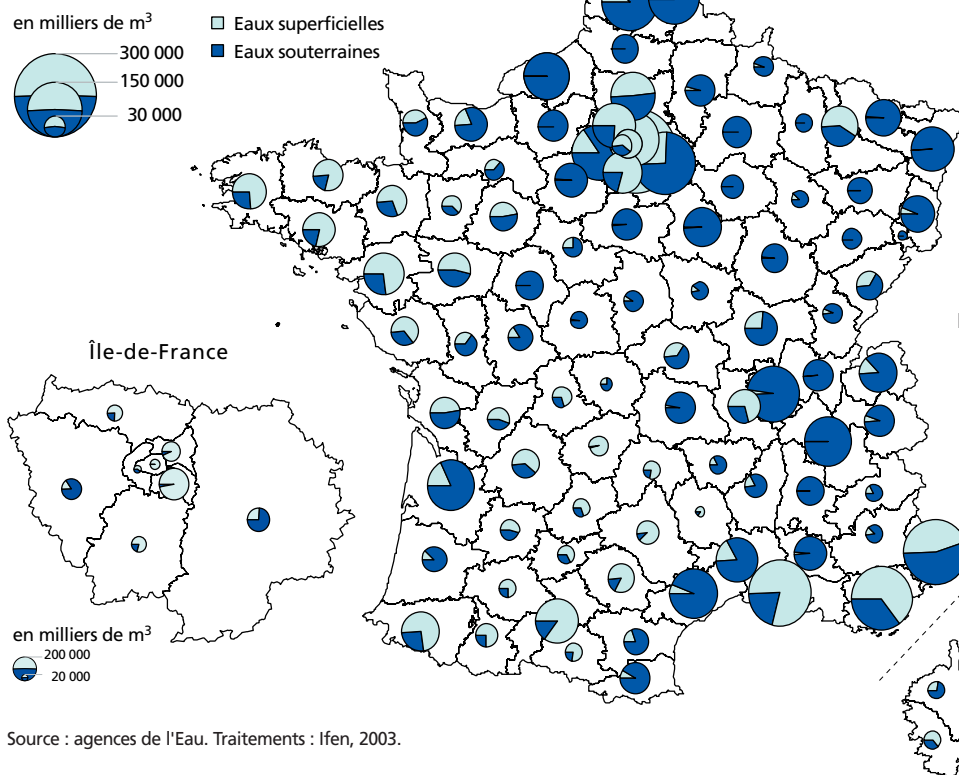 en milliers de m³
Eaux superficielles
Eaux souterraines
300 000
150 000
30 000
Île-de-France
en milliers de m³
200 000
20 000
Source : agences de l'Eau. Traitements : Ifen, 2003.